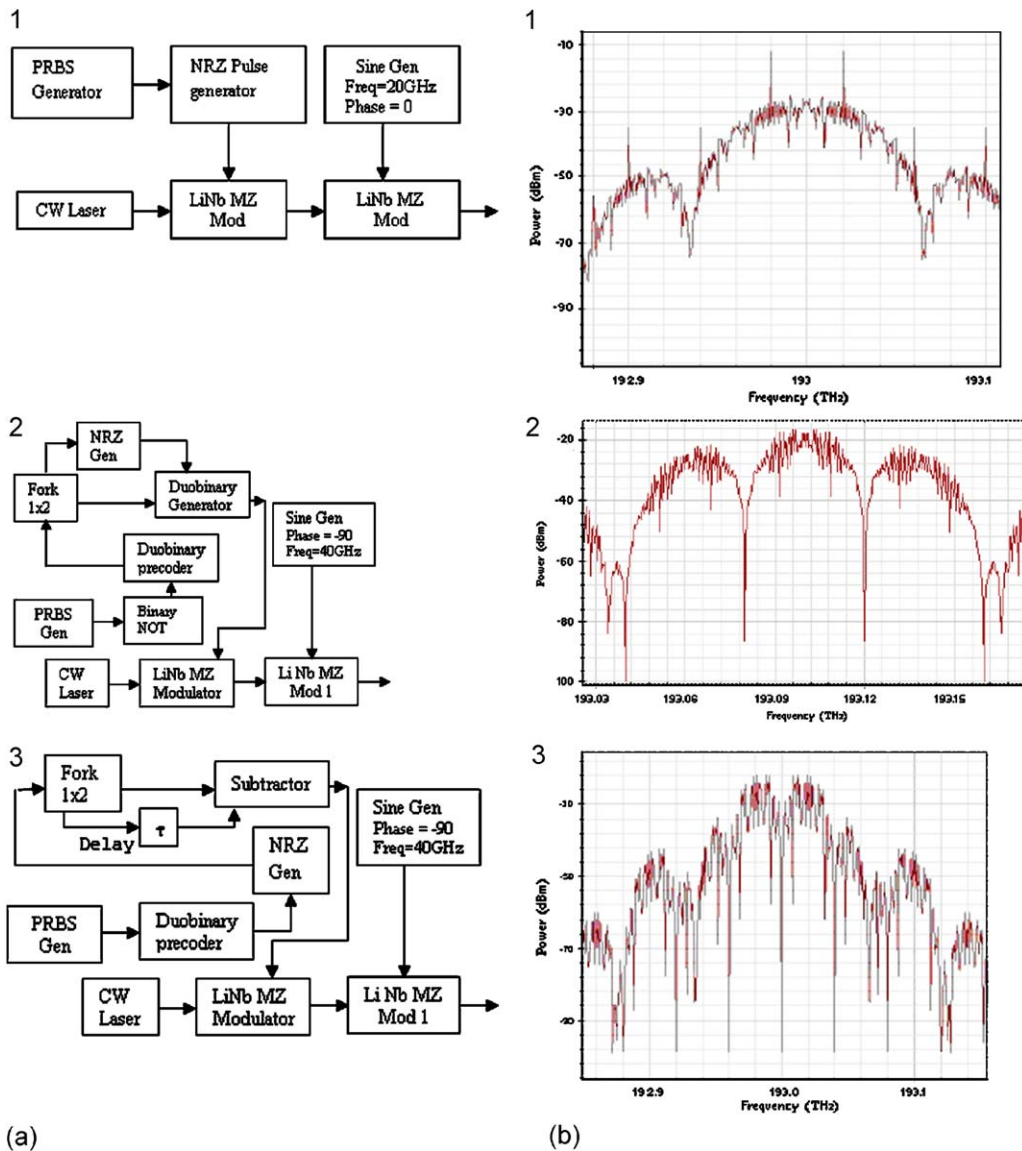 1
PRBS
Generator
NRZ Pulse
generator
Sine Gen
Freq=20GHz
Phase = 0
CW Laser
LiNb MZ
Mod
LiNb MZ
Mod
1
-10
-30
-50
-70
-90
Power (dBm)
192.9
193
193.1
Frequency (THz)
2
NRZ
Gen
Fork
1x2
Duobinary
Generator
Sine Gen
Phase = -90
Freq=40GHz
Duobinary
precoder
PRBS
Gen
Binary
NOT
CW
Laser
LiNb MZ
Modulator
Li Nb MZ
Mod 1
2
-20
-40
-60
-80
100
Power (dBm)
193.03
193.06
193.09
193.12
193.15
Frequency (THz)
3
Fork
1x2
Subtractor
Delay
τ
Sine Gen
Phase = -90
Freq=40GHz
NRZ
Gen
PRBS
Gen
Duobinary
precoder
CW
Laser
LiNb MZ
Modulator
Li Nb MZ
Mod 1
3
-30
-50
-70
-90
Power (dBm)
192.9
193.0
193.1
Frequency (THz)
(a)
(b)